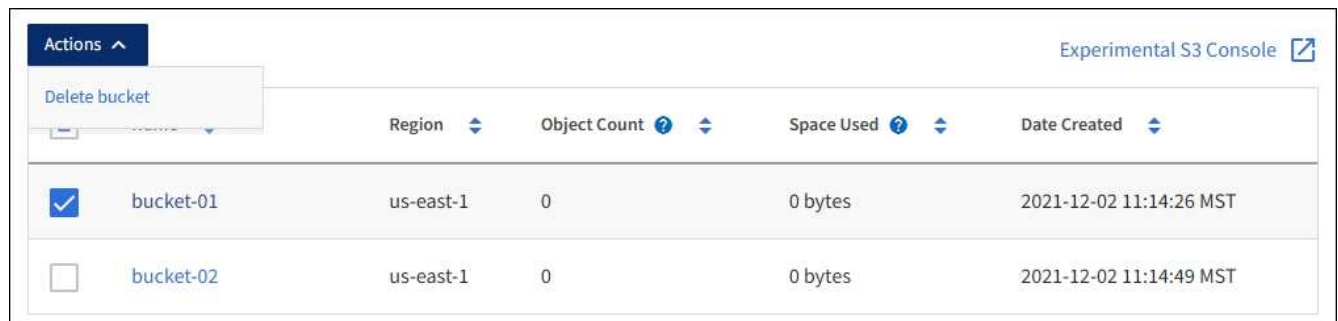 Actions
Experimental S3 Console
Delete bucket
Region Object Count ? Space Used ? Date Created
bucket-01 us-east-1 0 0 bytes 2021-12-02 11:14:26 MST
bucket-02 us-east-1 0 0 bytes 2021-12-02 11:14:49 MST